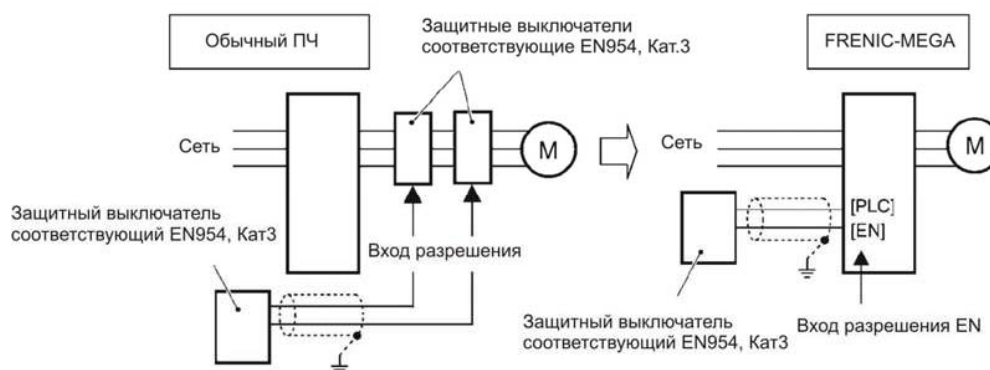 Обычный ПЧ
Защитные выключатели
соответствующие EN954, Кат.3
FRENIC-MEGA
Сеть
M
Сеть
M
Защитный выключатель
соответствующий EN954, Кат3
Вход разрешения
[PLC]
[EN]
Защитный выключатель
соответствующий EN954, Кат3
Вход разрешения EN